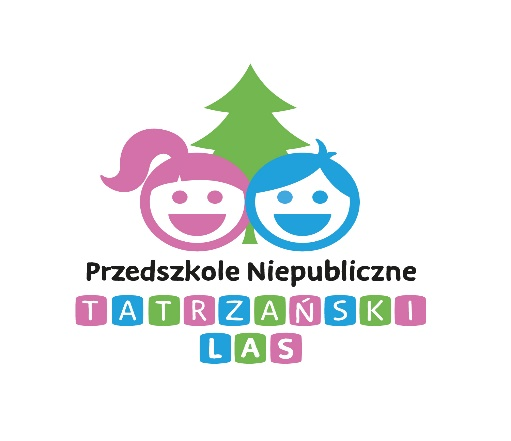 Przedszkole Niepubliczne
TATRZAŃSKI
LAS